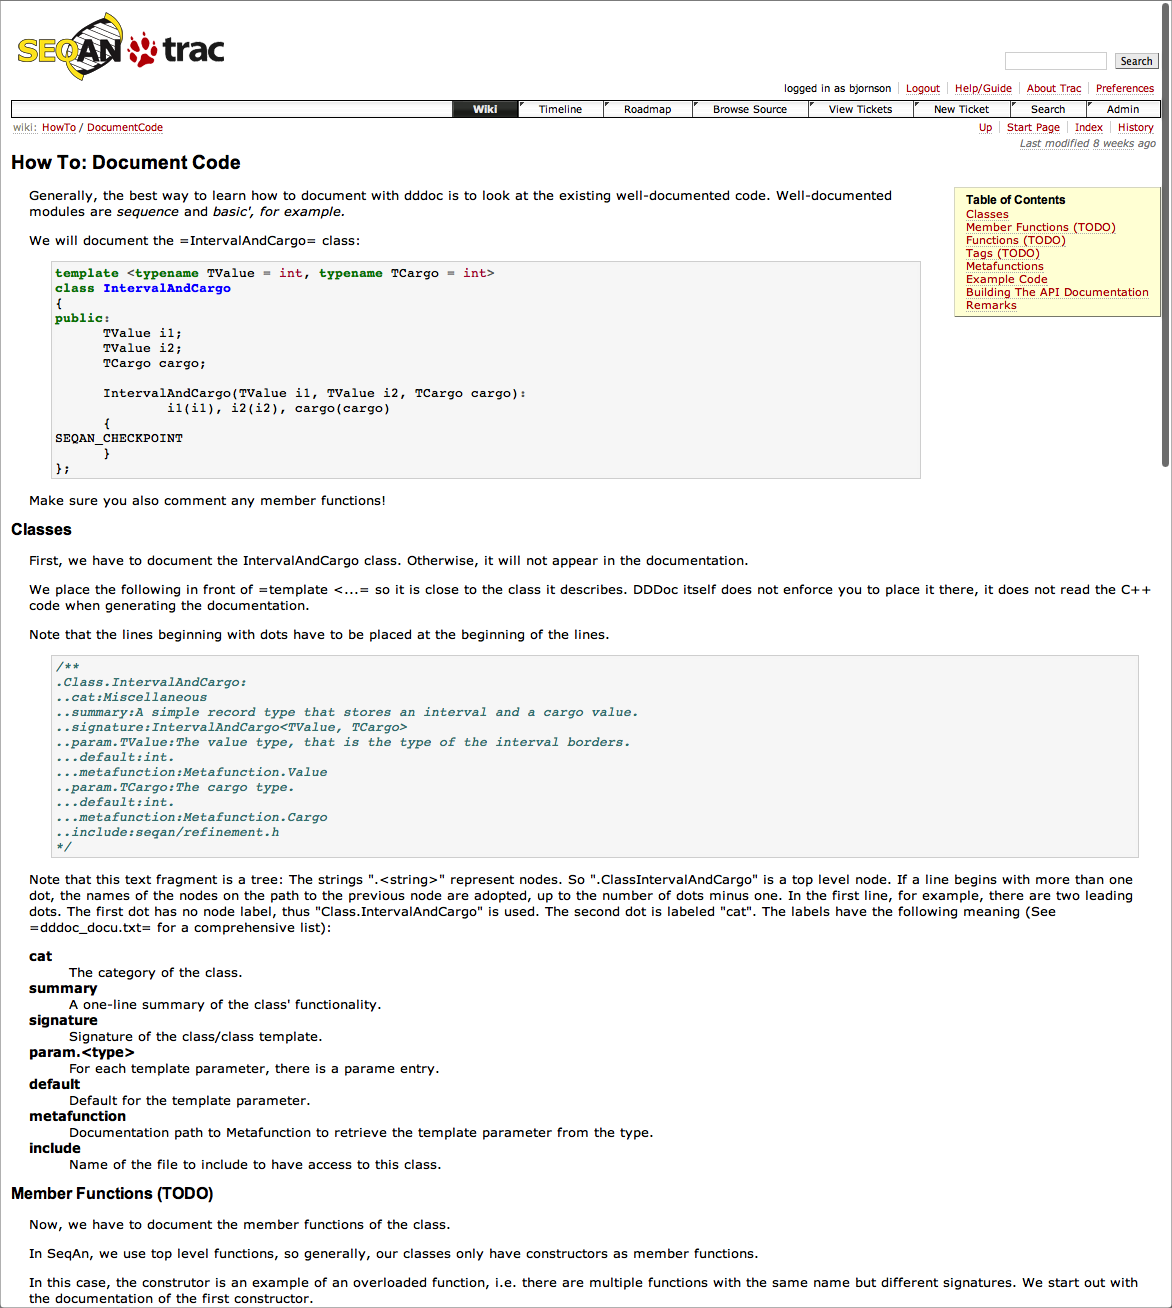 SEQAN trac
Search
logged in as bjornson Logout Help/Guide About Trac Preferences
Wiki Timeline Roadmap Browse Source View Tickets New Ticket Search Admin
wiki: HowTo / DocumentCode
Up Start Page Index History
Last modified 8 weeks ago
How To: Document Code
Generally, the best way to learn how to document with dddoc is to look at the existing well-documented code. Well-documented
modules are sequence and basic', for example.
Table of Contents
Classes
Member Functions (TODO)
Functions (TODO)
Tags (TODO)
Metafunctions
Example Code
Building The API Documentation
Remarks
We will document the =IntervalAndCargo= class:
template <typename TValue = int, typename TCargo = int>
class IntervalAndCargo
{
public:
TValue i1;
TValue i2;
TCargo cargo;
IntervalAndCargo(TValue i1, TValue i2, TCargo cargo):
i1(i1), i2(i2), cargo(cargo)
{
SEQAN_CHECKPOINT
}
};
Make sure you also comment any member functions!
Classes
First, we have to document the IntervalAndCargo class. Otherwise, it will not appear in the documentation.
We place the following in front of =template <...= so it is close to the class it describes. DDDoc itself does not enforce you to place it there, it does not read the C++
code when generating the documentation.
Note that the lines beginning with dots have to be placed at the beginning of the lines.
/**
.Class.IntervalAndCargo:
..cat:Miscellaneous
..summary:A simple record type that stores an interval and a cargo value.
..signature:IntervalAndCargo<TValue, TCargo>
..param.TValue:The value type, that is the type of the interval borders.
...default:int.
...metafunction:Metafunction.Value
..param.TCargo:The cargo type.
...default:int.
...metafunction:Metafunction.Cargo
..include:seqan/refinement.h
*/
Note that this text fragment is a tree: The strings ".<string>" represent nodes. So ".ClassIntervalAndCargo" is a top level node. If a line begins with more than one
dot, the names of the nodes on the path to the previous node are adopted, up to the number of dots minus one. In the first line, for example, there are two leading
dots. The first dot has no node label, thus "Class.IntervalAndCargo" is used. The second dot is labeled "cat". The labels have the following meaning (See
=dddoc_docu.txt= for a comprehensive list):
cat
The category of the class.
summary
A one-line summary of the class' functionality.
signature
Signature of the class/class template.
param.<type>
For each template parameter, there is a parame entry.
default
Default for the template parameter.
metafunction
Documentation path to Metafunction to retrieve the template parameter from the type.
include
Name of the file to include to have access to this class.
Member Functions (TODO)
Now, we have to document the member functions of the class.
In SeqAn, we use top level functions, so generally, our classes only have constructors as member functions.
In this case, the construtor is an example of an overloaded function, i.e. there are multiple functions with the same name but different signatures. We start out with
the documentation of the first constructor.